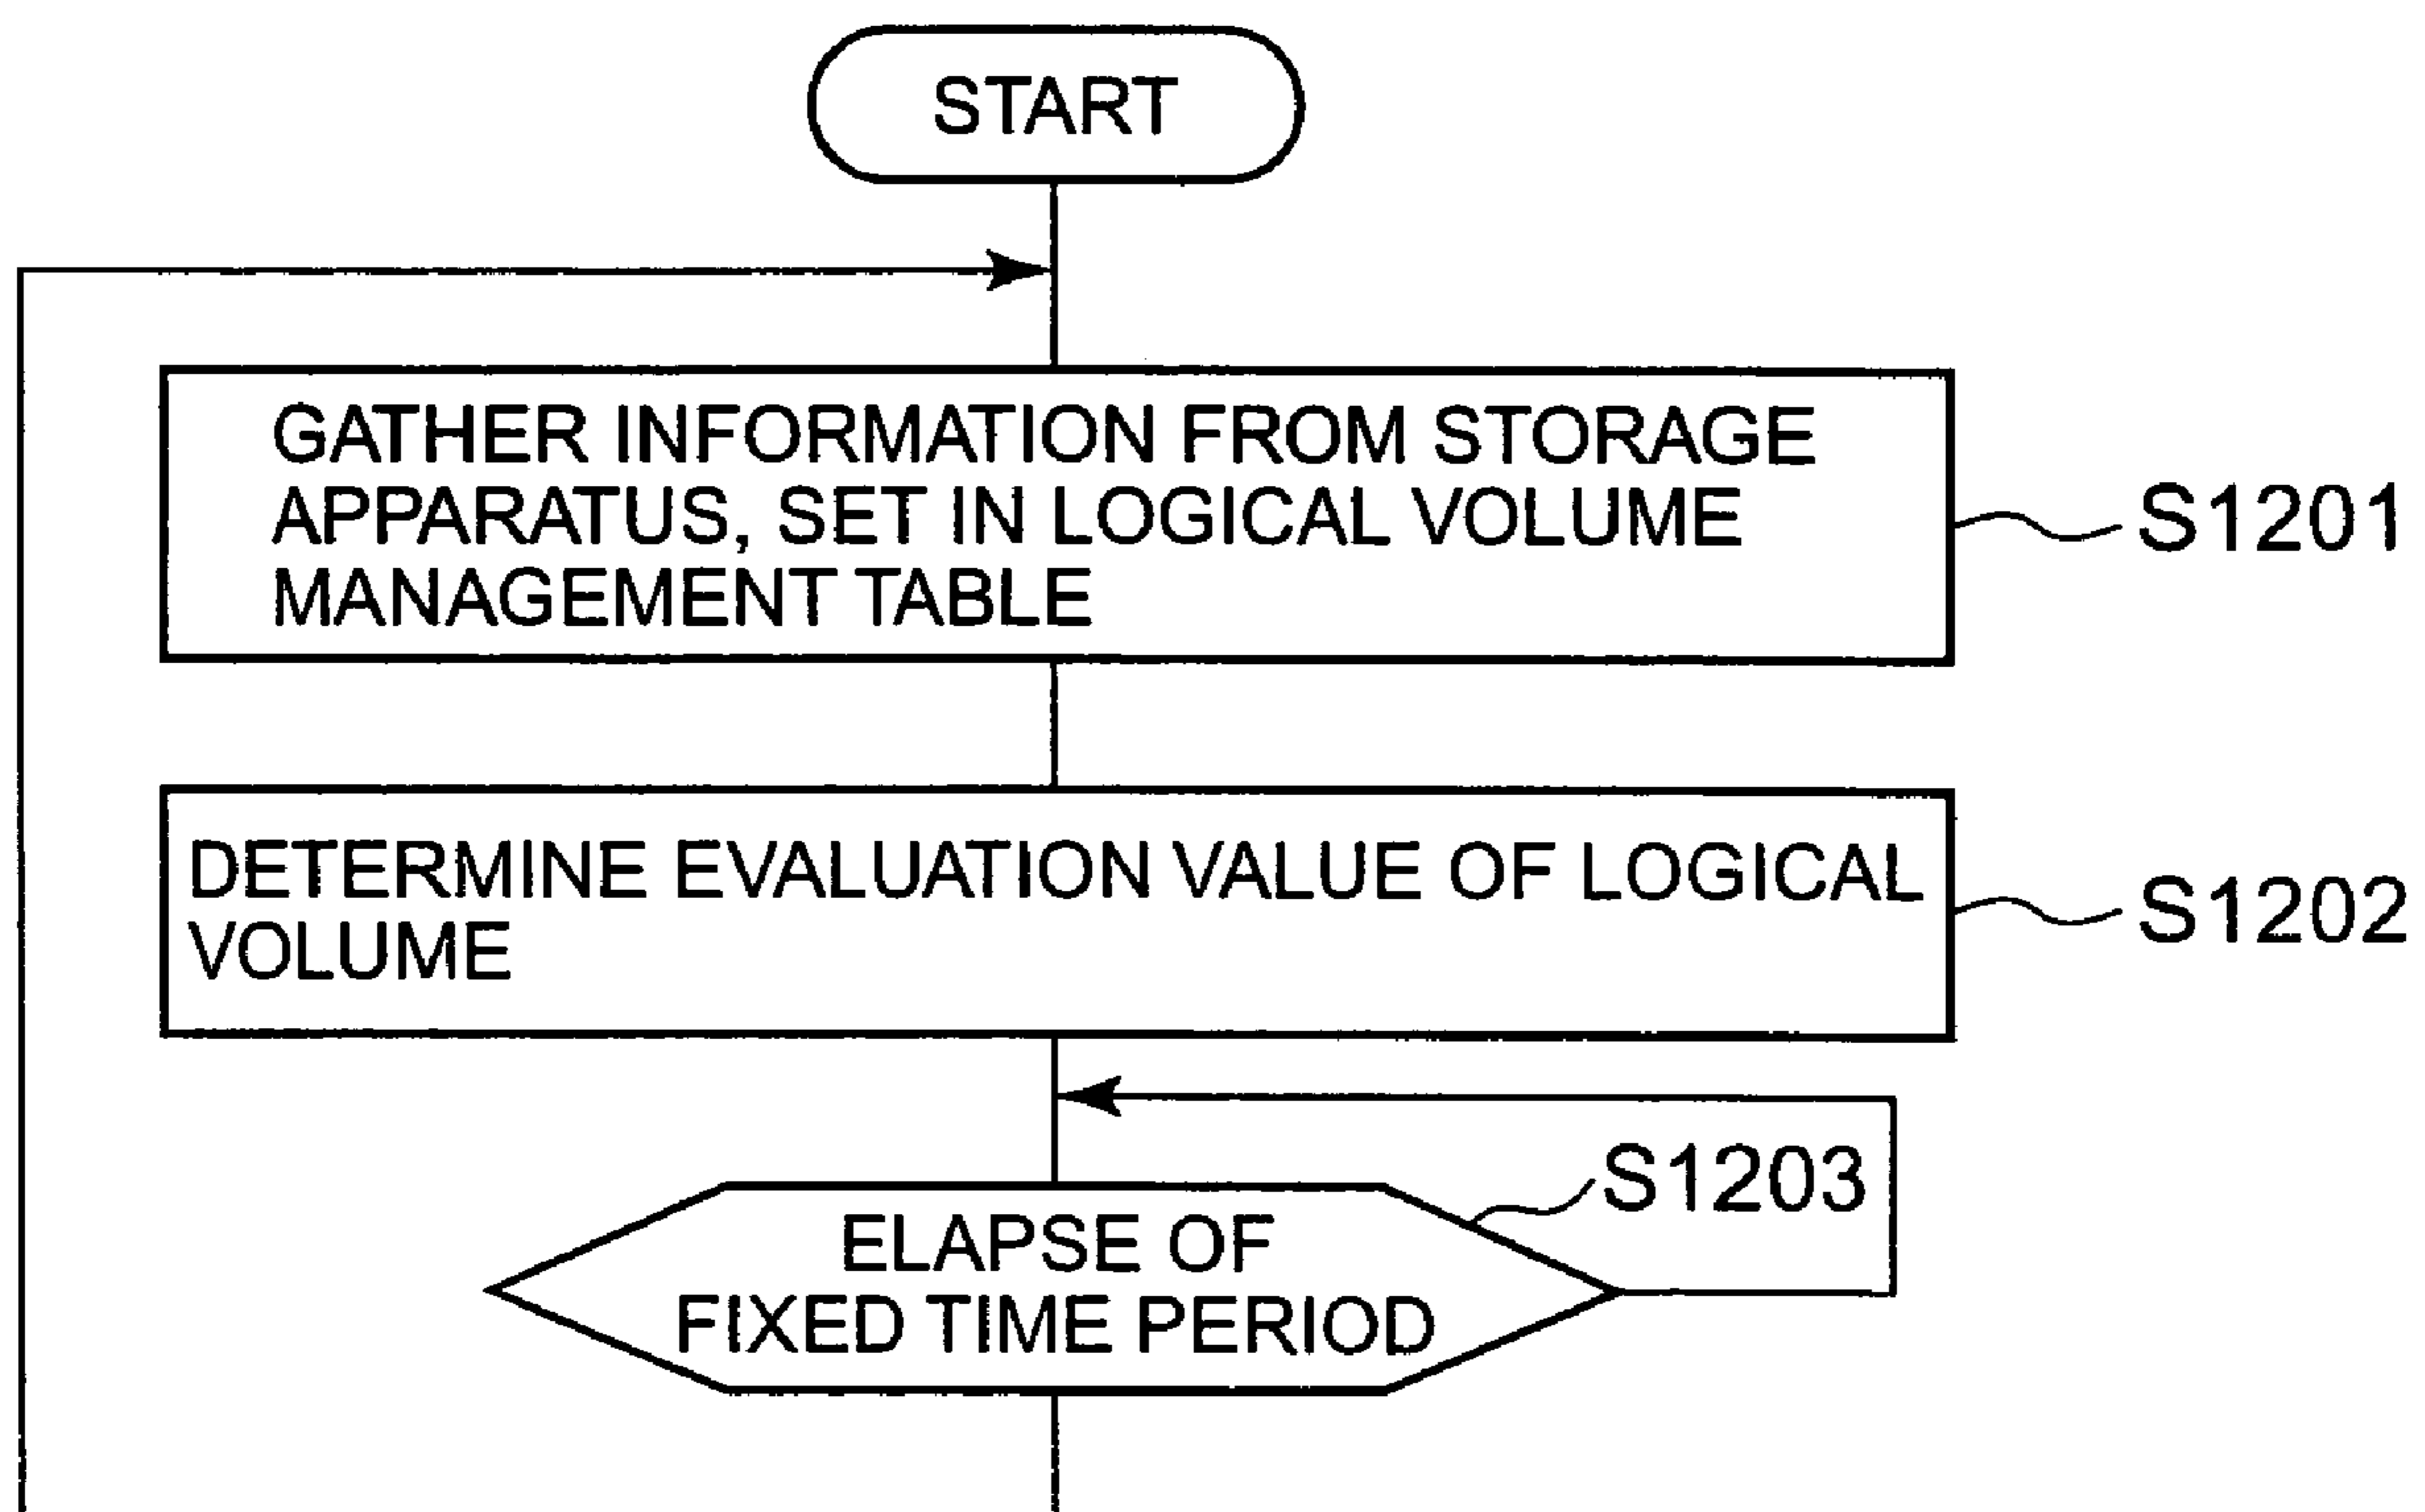 START
GATHER INFORMATION FROM STORAGE
APPARATUS, SET IN LOGICAL VOLUME
MANAGEMENT TABLE
S1201
DETERMINE EVALUATION VALUE OF LOGICAL
VOLUME
S1202
S1203
ELAPSE OF
FIXED TIME PERIOD